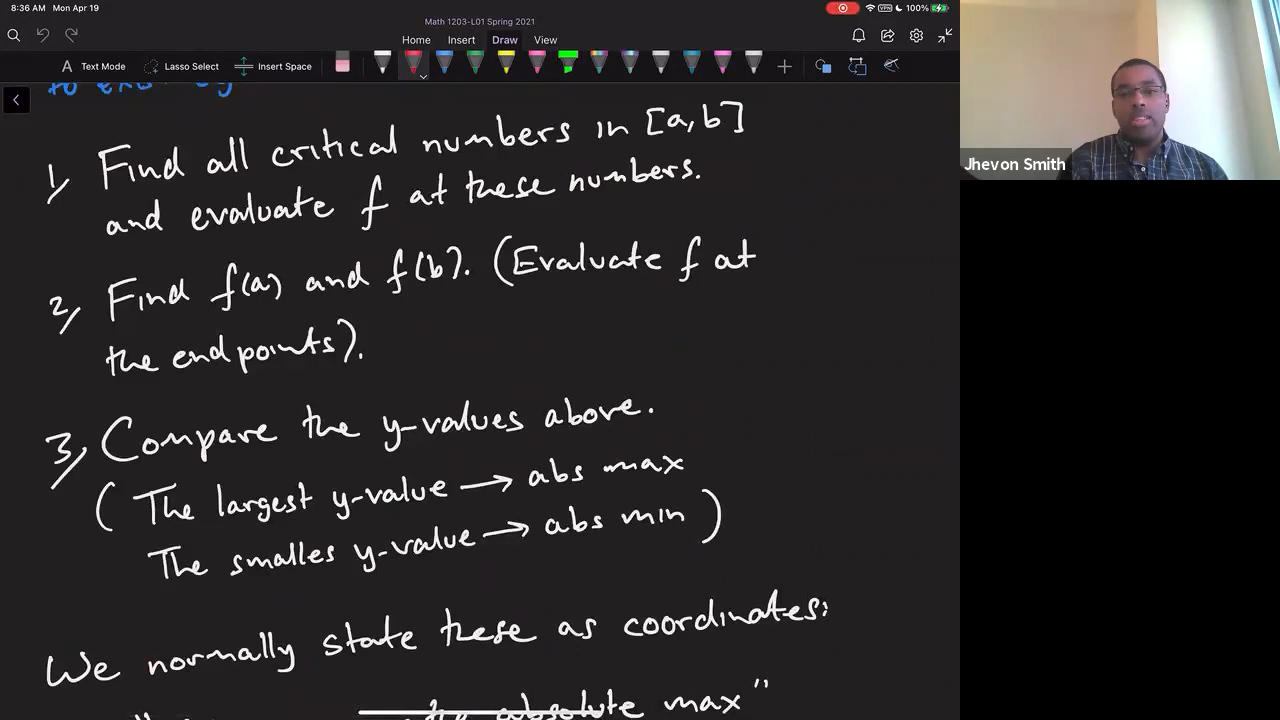 8:36 AM Mon Apr 19
100%
Math 1203-L01 Spring 2021
Home Insert Draw View
Text Mode Lasso Select Insert Space
Jhevon Smith
1, Find all critical numbers in [a,b]
and evaluate f at these numbers.
2, Find f(a) and f(b). (Evaluate f at
the endpoints).
3, Compare the y-values above.
( The largest y-value → abs max
The smalles y-value → abs min )
We normally state these as coordinates:
absolute max"